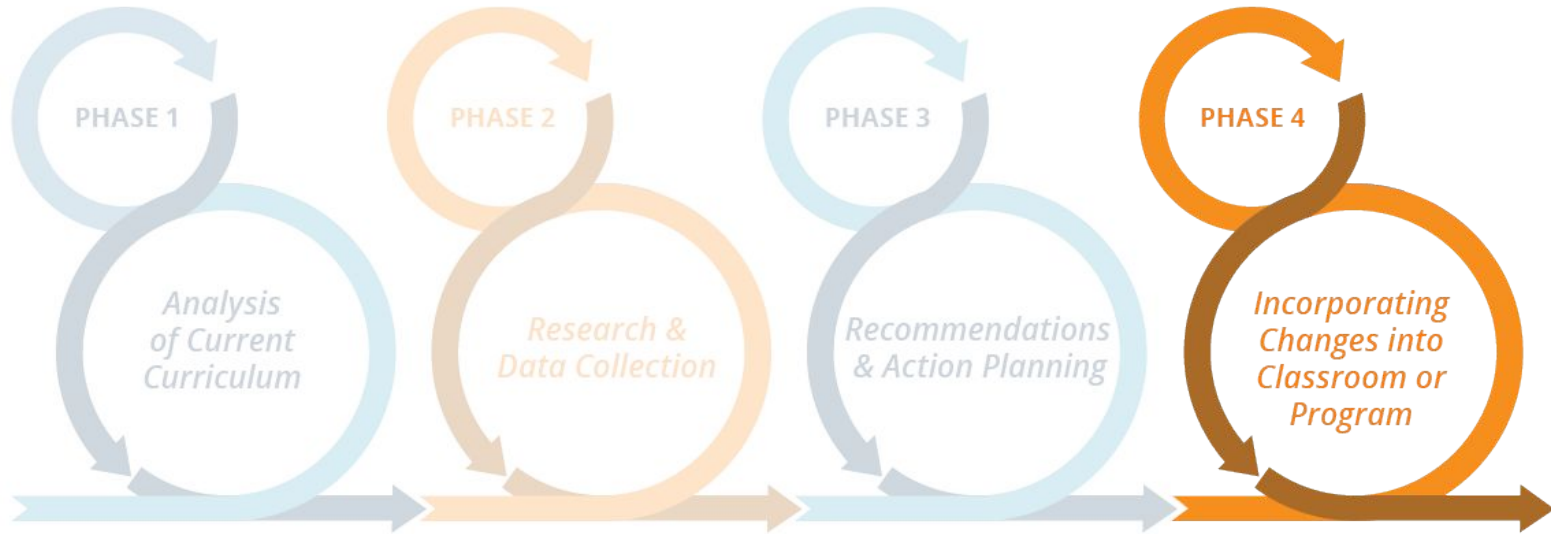 PHASE 1
Analysis
of Current
Curriculum
PHASE 2
Research &
Data Collection
PHASE 3
Recommendations
& Action Planning
PHASE 4
Incorporating
Changes into
Classroom or
Program